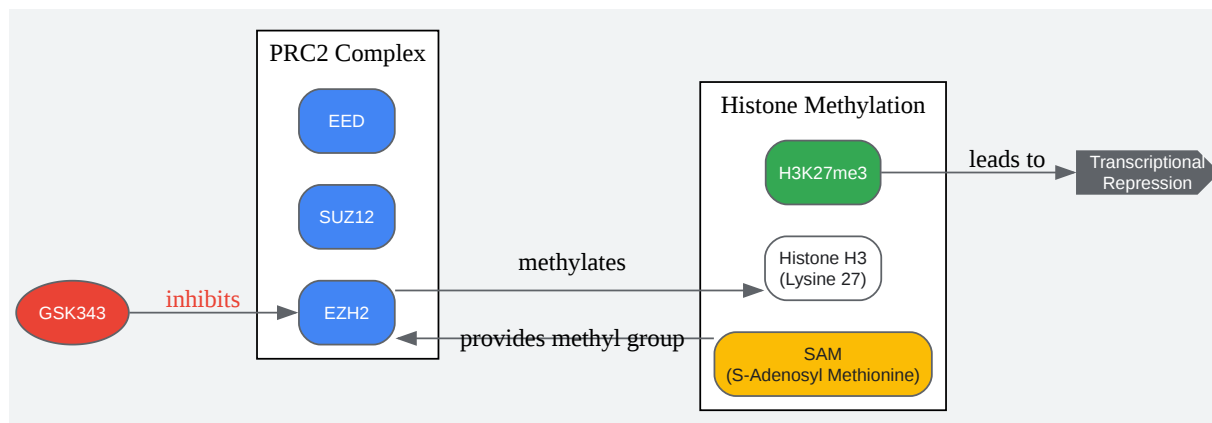 PRC2 Complex
EED
SUZ12
EZH2
GSK343
inhibits
methylates
provides methyl group
Histone Methylation
H3K27me3
Histone H3
(Lysine 27)
SAM
(S-Adenosyl Methionine)
leads to
Transcriptional
Repression